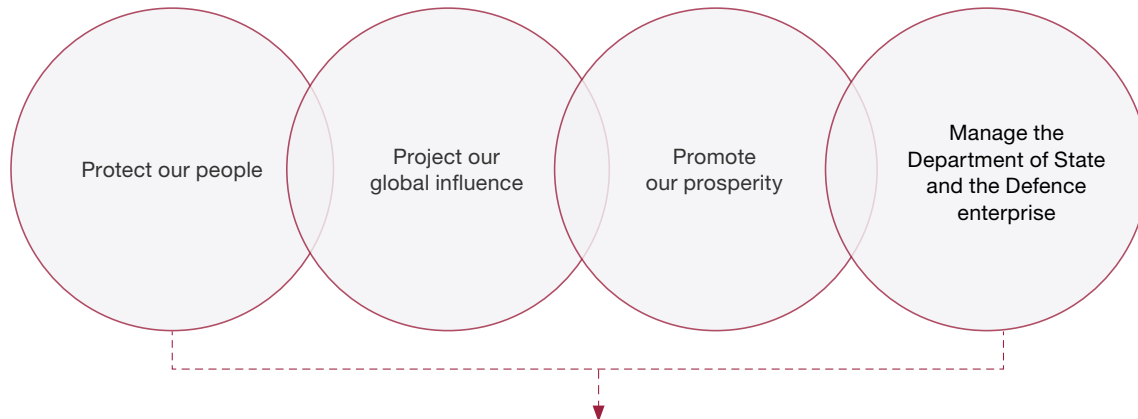 Protect our people
Project our
global influence
Promote
our prosperity
Manage the
Department of State
and the Defence
enterprise